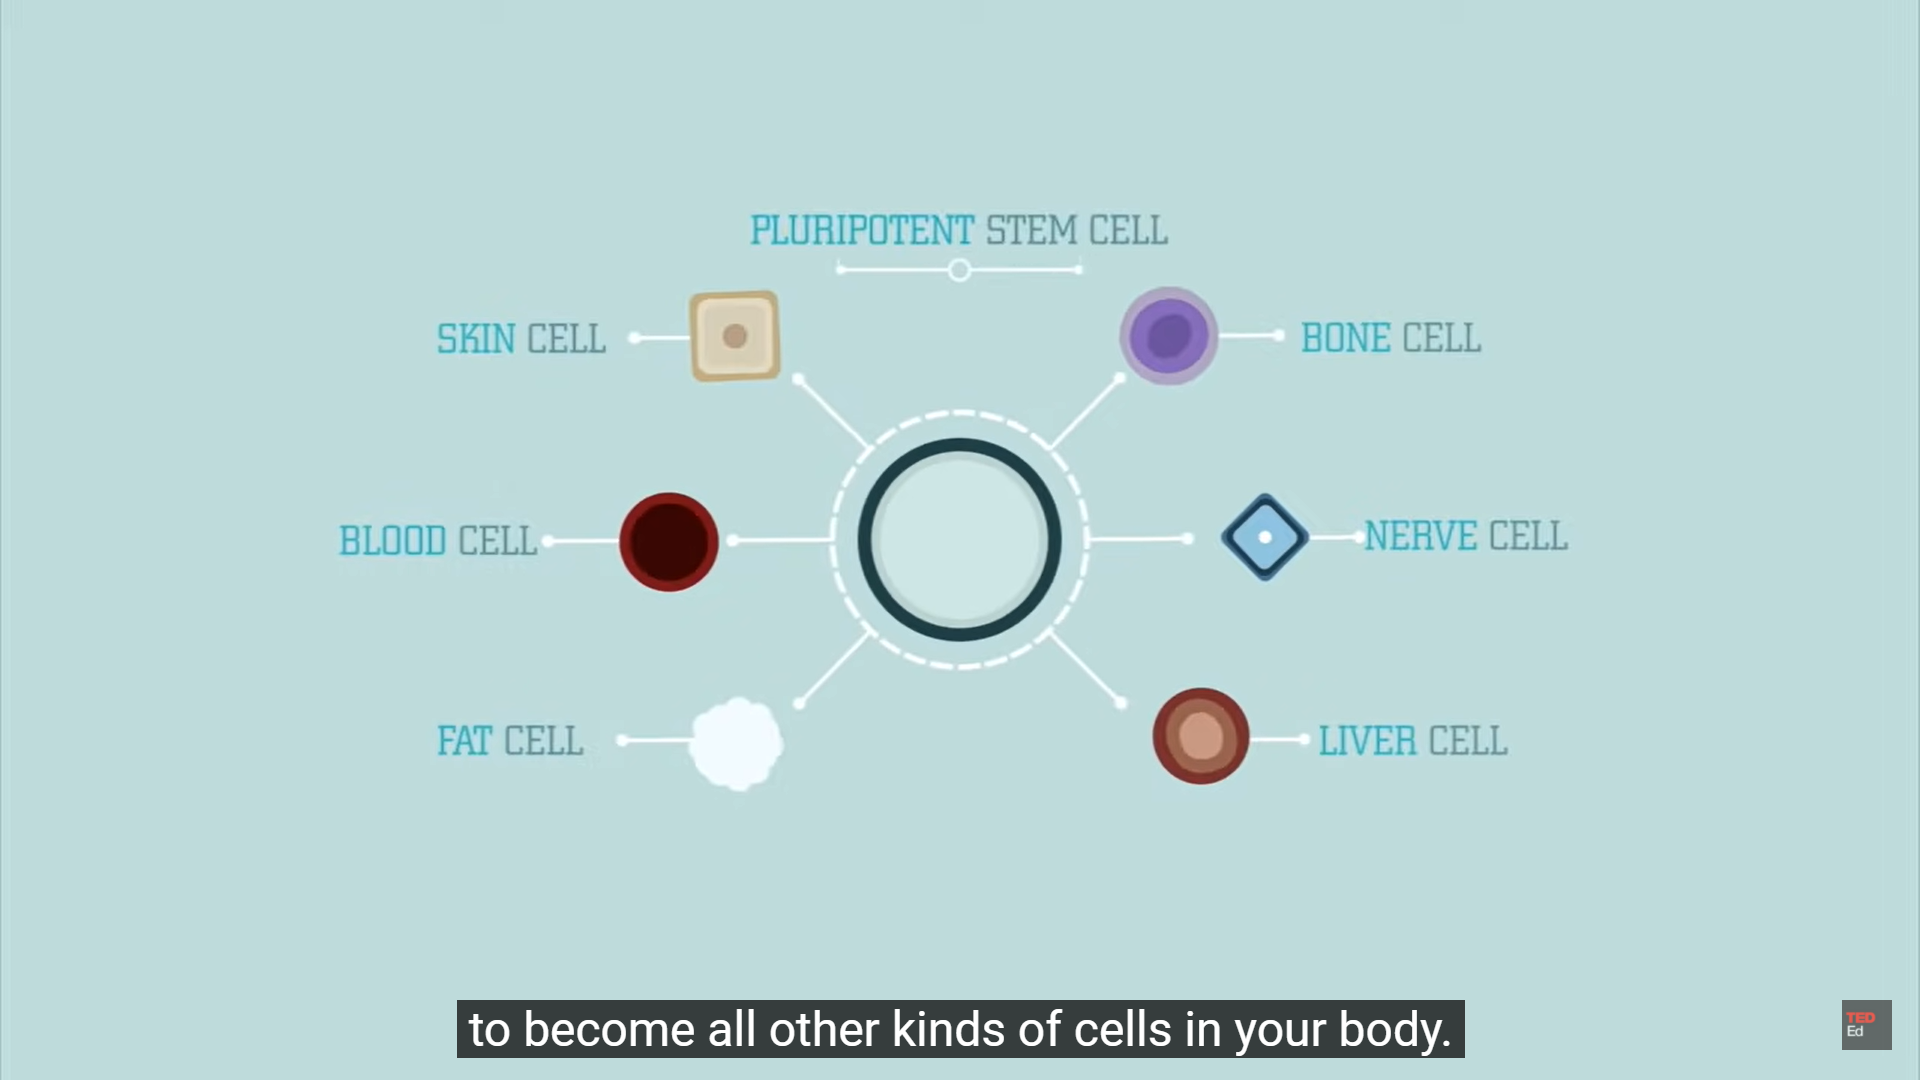 PLURIPOTENT STEM CELL
SKIN CELL
BONE CELL
BLOOD CELL
NERVE CELL
FAT CELL
LIVER CELL
to become all other kinds of cells in your body.
TED
Ed